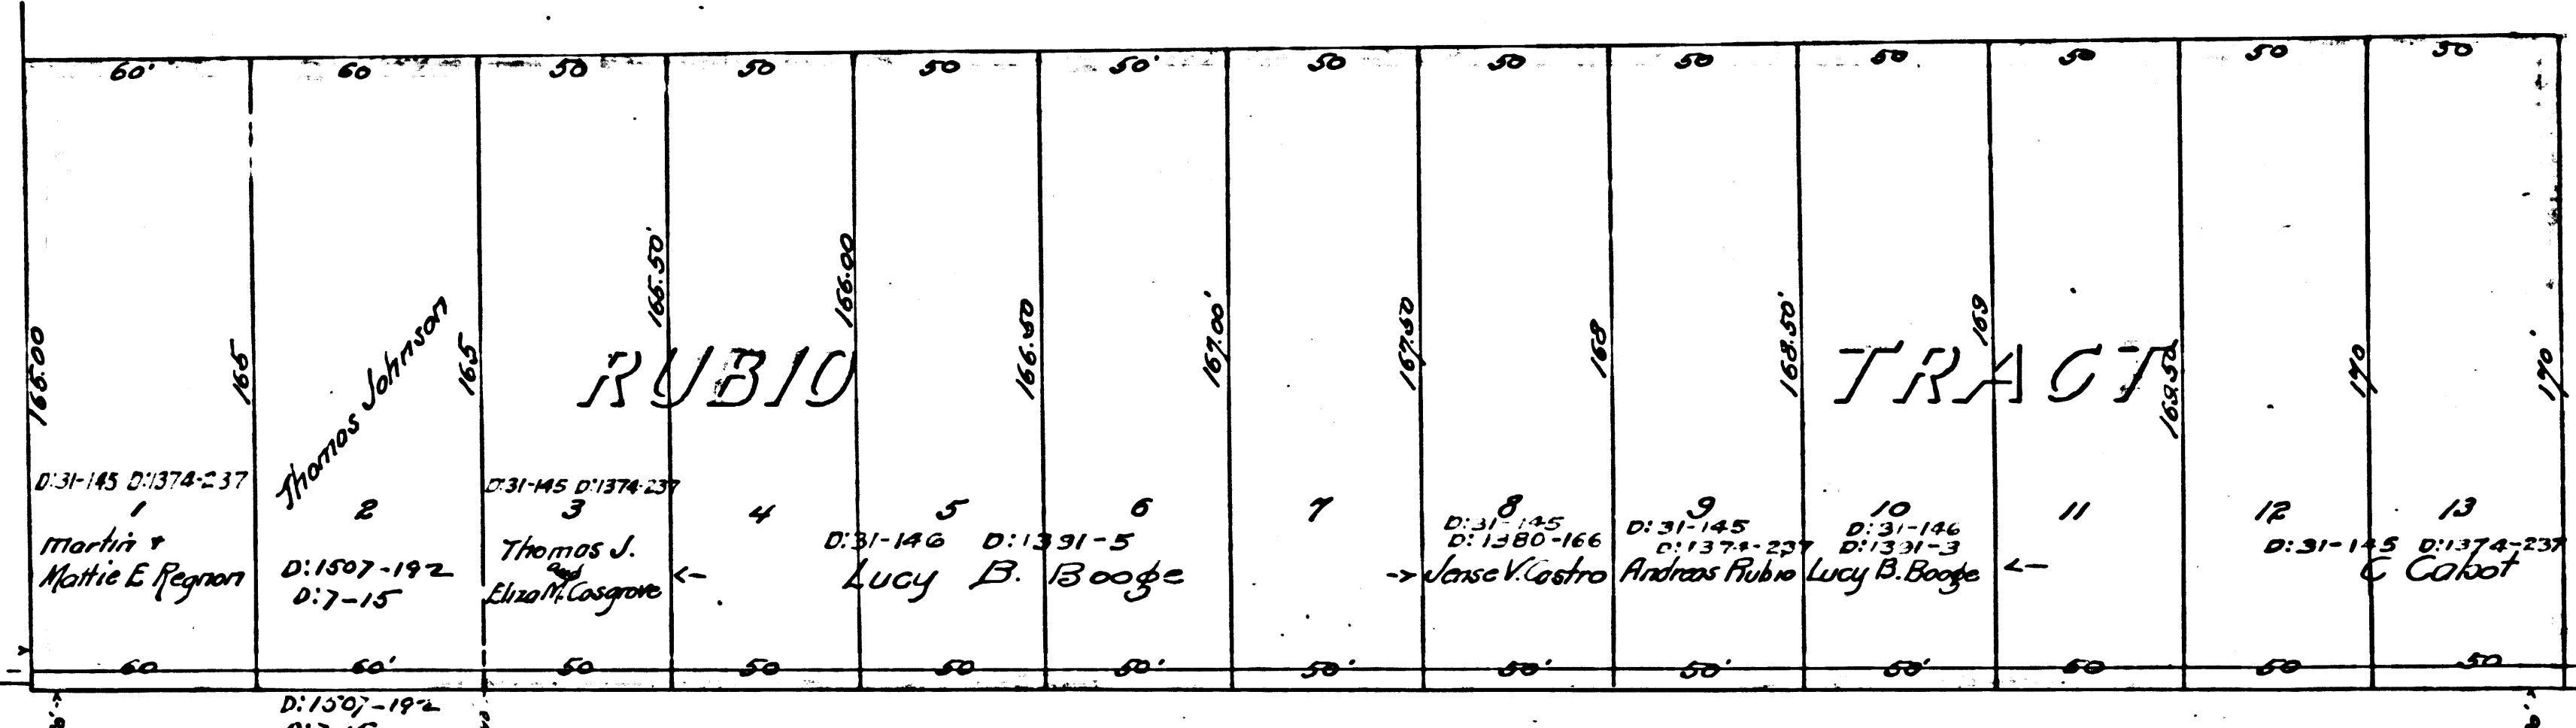 60' 60 50 50 50 50' 50 50 50 50 50 50 50
165.00 165 165 165.50' 166.00 166.50 167.00' 167.50 168 168.50' 169 169.50 170 170'
Thomas Johnson
RUBIO TRACT
D:31-145 D:1374-237
1
Martin &
Mattie E Regnon
2
D:1507-192
D:7-15
D:31-145 D:1374-237
3
Thomas J.
and
Eliza M. Cosgrove
4 5 6 7
D:31-146 D:1391-5
<- Lucy B. Booge ->
8
D:31-145
D:1380-166
Jense V. Castro
9
D:31-145
D:1374-237
Andreas Rubio
10
D:31-146
D:1391-3
Lucy B. Booge
11 12 13
D:31-145 D:1374-237
<- C Cabot
60 60' 50 50 50 50' 50' 50' 50' 50' 50 50 50
D:1507-192